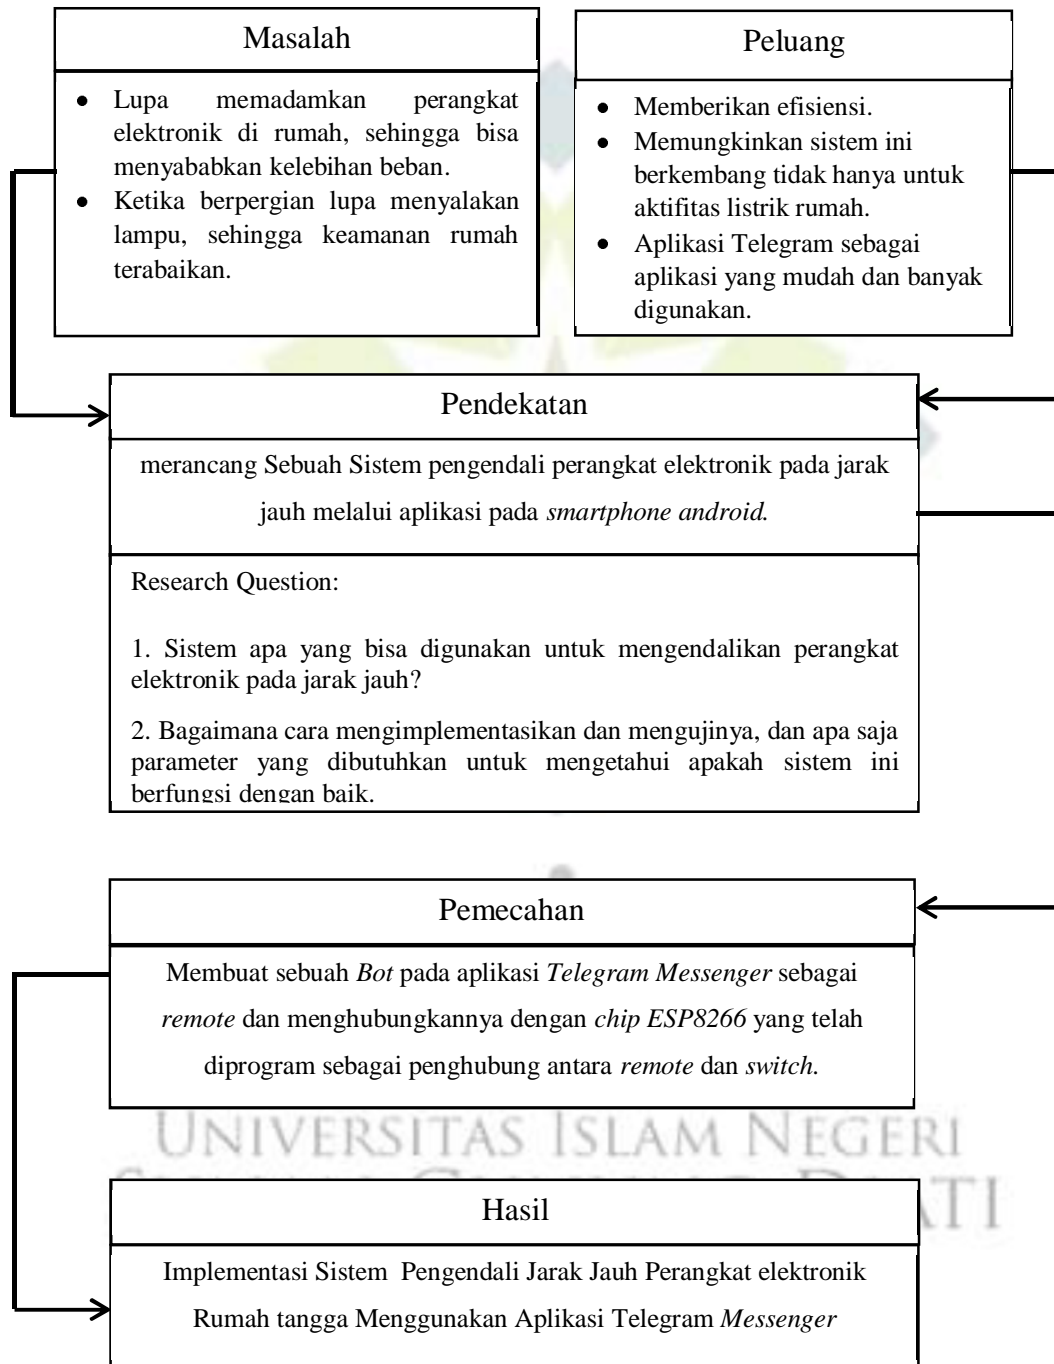 Masalah
● Lupa memadamkan perangkat
elektronik di rumah, sehingga bisa
menyababkan kelebihan beban.
● Ketika berpergian lupa menyalakan
lampu, sehingga keamanan rumah
terabaikan.
Peluang
● Memberikan efisiensi.
● Memungkinkan sistem ini
berkembang tidak hanya untuk
aktifitas listrik rumah.
● Aplikasi Telegram sebagai
aplikasi yang mudah dan banyak
digunakan.
Pendekatan
merancang Sebuah Sistem pengendali perangkat elektronik pada jarak
jauh melalui aplikasi pada smartphone android.
Research Question:
1. Sistem apa yang bisa digunakan untuk mengendalikan perangkat
elektronik pada jarak jauh?
2. Bagaimana cara mengimplementasikan dan mengujinya, dan apa saja
parameter yang dibutuhkan untuk mengetahui apakah sistem ini
berfungsi dengan baik.
Pemecahan
Membuat sebuah Bot pada aplikasi Telegram Messenger sebagai
remote dan menghubungkannya dengan chip ESP8266 yang telah
diprogram sebagai penghubung antara remote dan switch.
UNIVERSITAS ISLAM NEGERI
Hasil
Implementasi Sistem Pengendali Jarak Jauh Perangkat elektronik
Rumah tangga Menggunakan Aplikasi Telegram Messenger